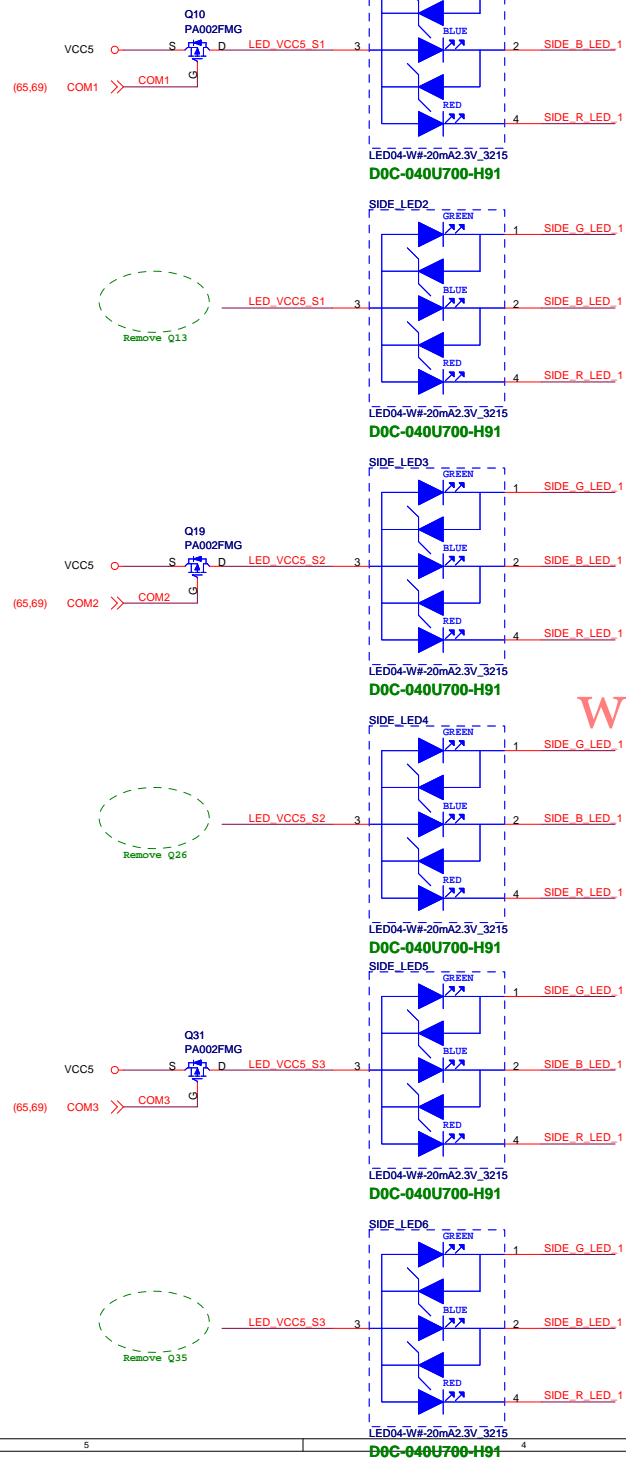 Q10
PA002FMG
VCC5 S D LED_VCC5_S1 3 BLUE 2 SIDE_B_LED_1
G
(65,69) COM1 COM1
RED 4 SIDE_R_LED_1
LED04-W#-20mA2.3V_3215
D0C-040U700-H91
SIDE_LED2
GREEN 1 SIDE_G_LED_1
LED_VCC5_S1 3 BLUE 2 SIDE_B_LED_1
Remove Q13
RED 4 SIDE_R_LED_1
LED04-W#-20mA2.3V_3215
D0C-040U700-H91
SIDE_LED3
GREEN 1 SIDE_G_LED_1
Q19
PA002FMG
VCC5 S D LED_VCC5_S2 3 BLUE 2 SIDE_B_LED_1
G
(65,69) COM2 COM2
RED 4 SIDE_R_LED_1
LED04-W#-20mA2.3V_3215
D0C-040U700-H91
W
SIDE_LED4
GREEN 1 SIDE_G_LED_1
LED_VCC5_S2 3 BLUE 2 SIDE_B_LED_1
Remove Q26
RED 4 SIDE_R_LED_1
LED04-W#-20mA2.3V_3215
D0C-040U700-H91
SIDE_LED5
GREEN 1 SIDE_G_LED_1
Q31
PA002FMG
VCC5 S D LED_VCC5_S3 3 BLUE 2 SIDE_B_LED_1
G
(65,69) COM3 COM3
RED 4 SIDE_R_LED_1
LED04-W#-20mA2.3V_3215
D0C-040U700-H91
SIDE_LED6
GREEN 1 SIDE_G_LED_1
LED_VCC5_S3 3 BLUE 2 SIDE_B_LED_1
Remove Q35
RED 4 SIDE_R_LED_1
LED04-W#-20mA2.3V_3215
5 4
D0C-040U700-H91